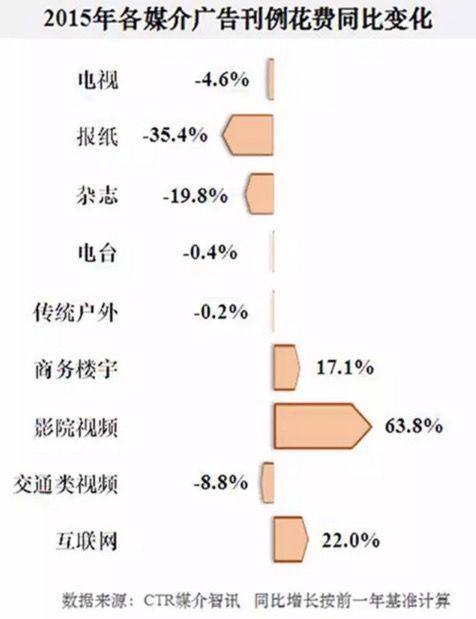 2015年各媒介广告刊例花费同比变化
电视 -4.6%
报纸 -35.4%
杂志 -19.8%
电台 -0.4%
传统户外 -0.2%
商务楼宇 17.1%
影院视频 63.8%
交通类视频 -8.8%
互联网 22.0%
数据来源：CTR媒介智讯 同比增长按前一年基准计算